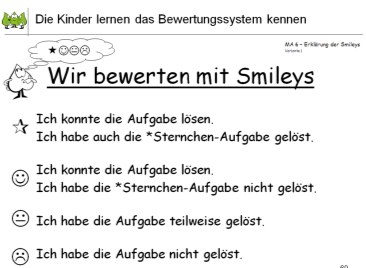 Die Kinder lernen das Bewertungssystem kennen
MA 6 - Erklärung der Smileys
Variante 1
Wir bewerten mit Smileys
Ich konnte die Aufgabe lösen.
Ich habe auch die *Sternchen-Aufgabe gelöst.
Ich konnte die Aufgabe lösen.
Ich habe die *Sternchen-Aufgabe nicht gelöst.
Ich habe die Aufgabe teilweise gelöst.
Ich habe die Aufgabe nicht gelöst.